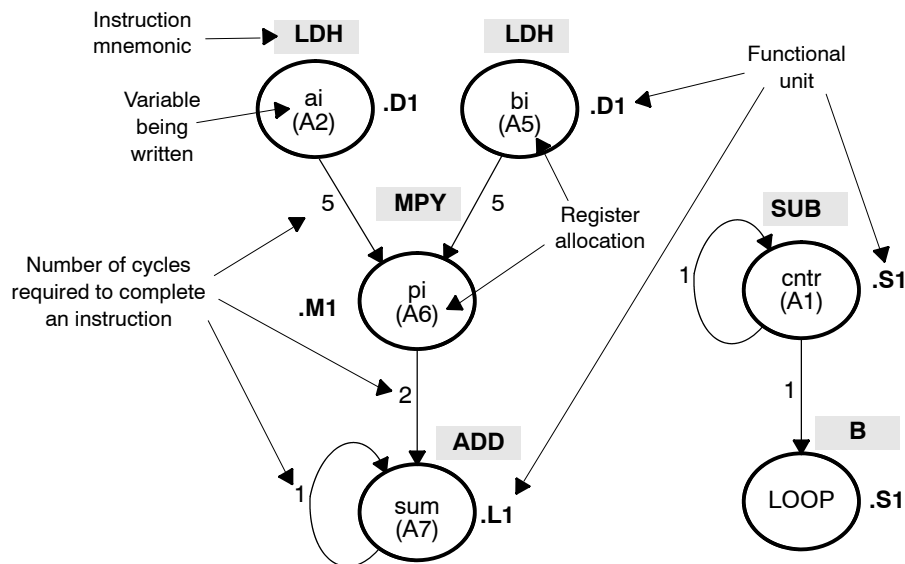 Instruction
mnemonic
LDH
LDH
Functional
unit
Variable
being
written
ai
(A2)
.D1
bi
(A5)
.D1
5
MPY
5
Register
allocation
SUB
Number of cycles
required to complete
an instruction
.M1
pi
(A6)
1
cntr
(A1)
.S1
2
1
ADD
B
1
sum
(A7)
.L1
LOOP
.S1